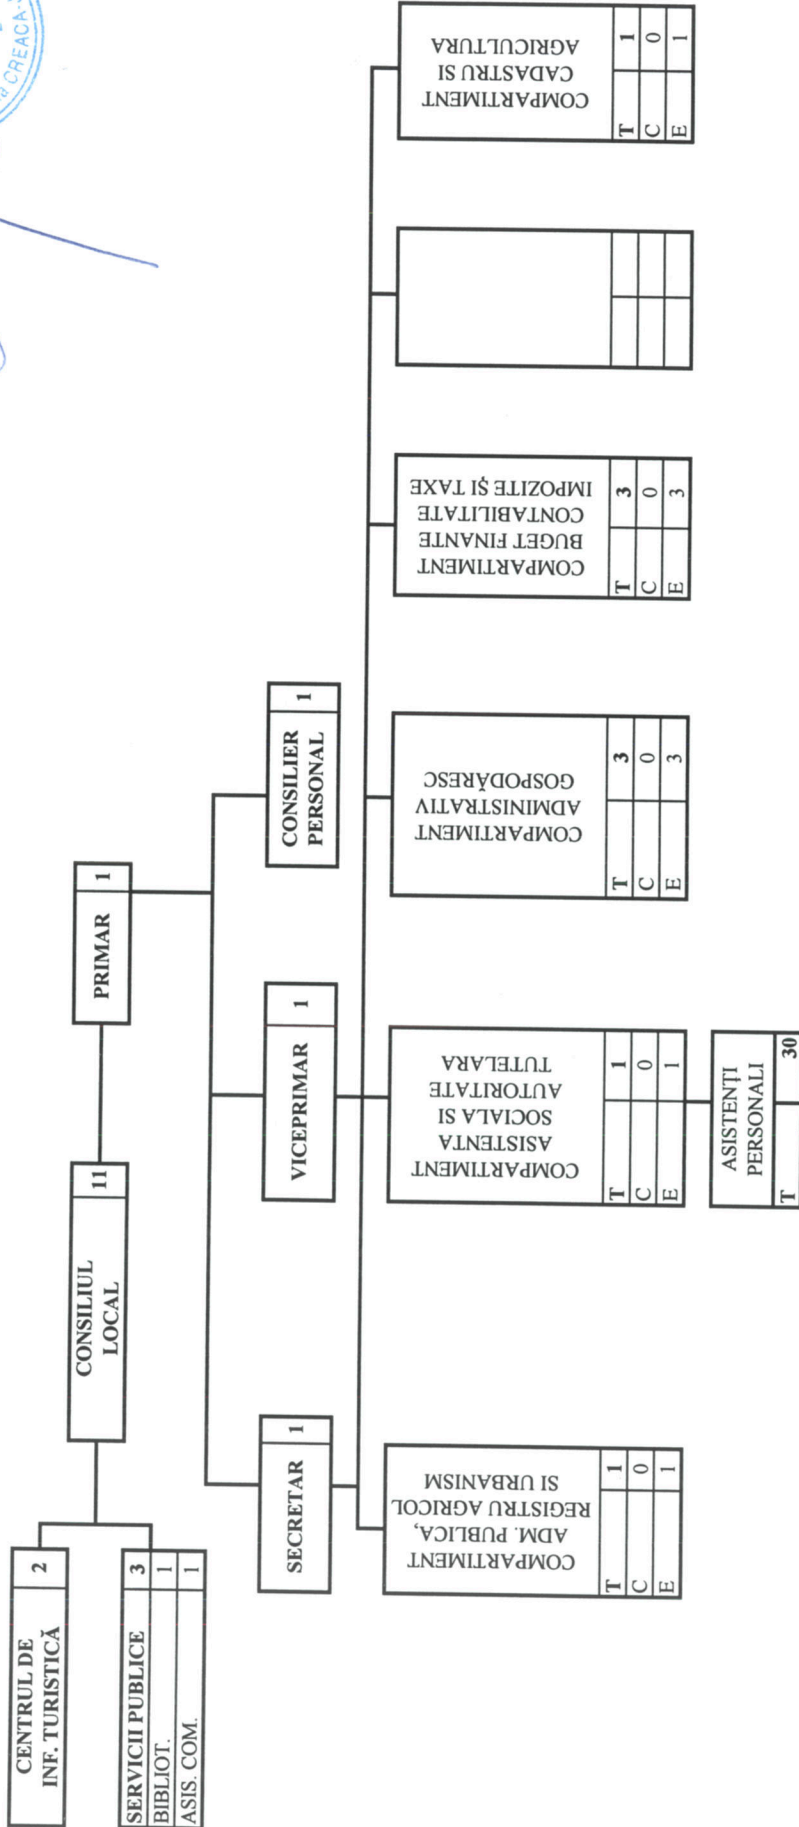 CREACA
CENTRUL DE
INF. TURISTICĂ 2
SERVICII PUBLICE 3
BIBLIOT. 1
ASIS. COM. 1
CONSILIUL
LOCAL 11
PRIMAR 1
SECRETAR 1
VICEPRIMAR 1
CONSILIER
PERSONAL 1
COMPARTIMENT
ADM. PUBLICA,
REGISTRU AGRICOL
SI URBANISM
T 1
C 0
E 1
COMPARTIMENT
ASISTENTA
SOCIALA SI
AUTORITATE
TUTELARA
T 1
C 0
E 1
ASISTENȚI
PERSONALI
T 30
COMPARTIMENT
ADMINISTRATIV
GOSPODĂRESC
T 3
C 0
E 3
COMPARTIMENT
BUGET FINANTE
CONTABILITATE
IMPOZITE ȘI TAXE
T 3
C 0
E 3
COMPARTIMENT
CADASTRU SI
AGRICULTURA
T 1
C 0
E 1